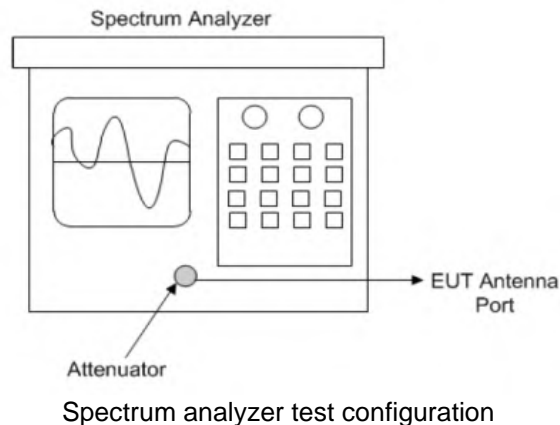 Spectrum Analyzer
EUT Antenna
Port
Attenuator
Spectrum analyzer test configuration